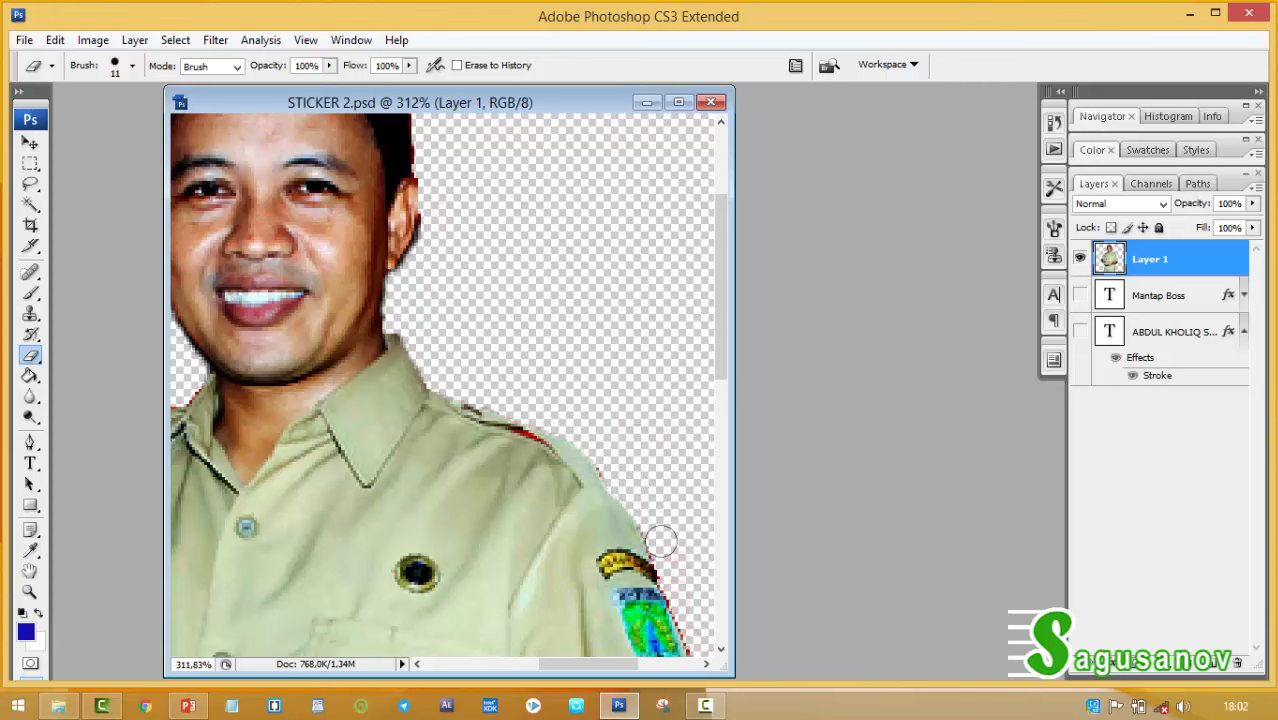 Adobe Photoshop CS3 Extended
File Edit Image Layer Select Filter Analysis View Window Help
Brush: 11 Mode: Brush Opacity: 100% Flow: 100% Erase to History Workspace
STICKER 2.psd @ 312% (Layer 1, RGB/8)
Navigator Histogram Info
Color Swatches Styles
Layers Channels Paths
Normal Opacity: 100%
Lock: Fill: 100%
Layer 1
Mantap Boss fx
ABDUL KHOLIQ S... fx
Effects
Stroke
311,83% Doc: 768,0K/1,34M
Sagusanov
18:02